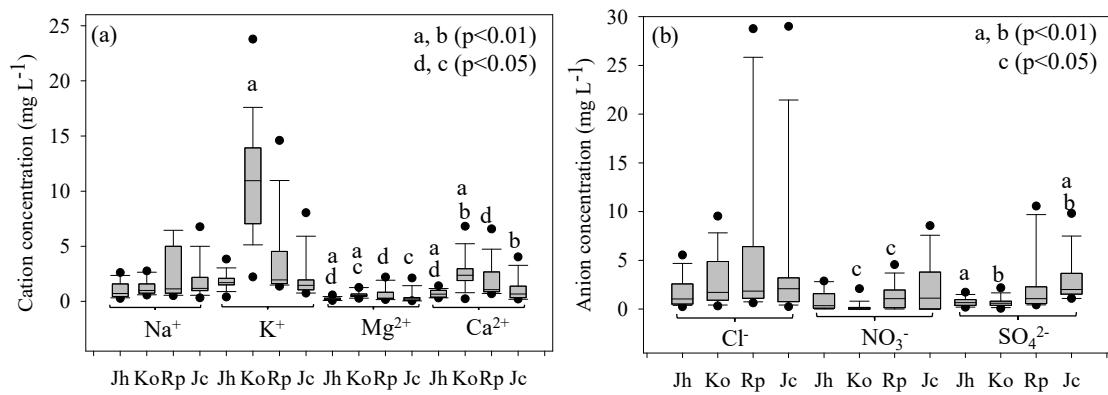 (a)
a, b (p<0.01)
d, c (p<0.05)
Cation concentration (mg L⁻¹)
25
20
15
10
5
0
a
a
d
a
c
d
c
a
d
a
b
d
b
Na⁺ K⁺ Mg²⁺ Ca²⁺
Jh Ko Rp Jc Jh Ko Rp Jc Jh Ko Rp Jc Jh Ko Rp Jc
(b)
a, b (p<0.01)
c (p<0.05)
Anion concentration (mg L⁻¹)
30
25
20
15
10
5
0
c
c
a
b
a
b
Cl⁻ NO₃⁻ SO₄²⁻
Jh Ko Rp Jc Jh Ko Rp Jc Jh Ko Rp Jc